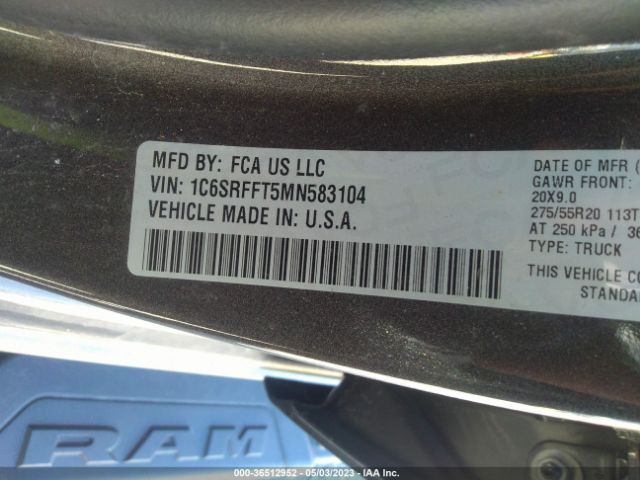 MFD BY: FCA US LLC
VIN: 1C6SRFFT5MN583104
VEHICLE MADE IN: U.S.A.
DATE OF MFR (
GAWR FRONT:
20X9.0
275/55R20 113T
AT 250 kPa / 36
TYPE: TRUCK
THIS VEHICLE CO
STANDA
RAM
000-36512952 - 05/03/2023 - IAA Inc.